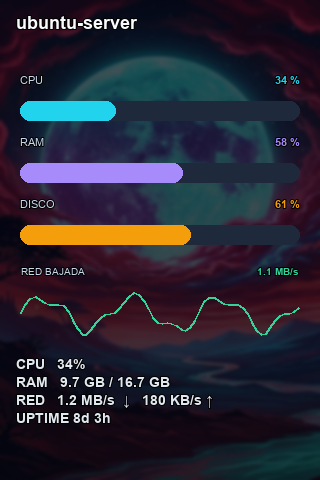 ubuntu-server
CPU 34 %
RAM 58 %
DISCO 61 %
RED BAJADA 1.1 MB/s
CPU 34%
RAM 9.7 GB / 16.7 GB
RED 1.2 MB/s ↓ 180 KB/s ↑
UPTIME 8d 3h